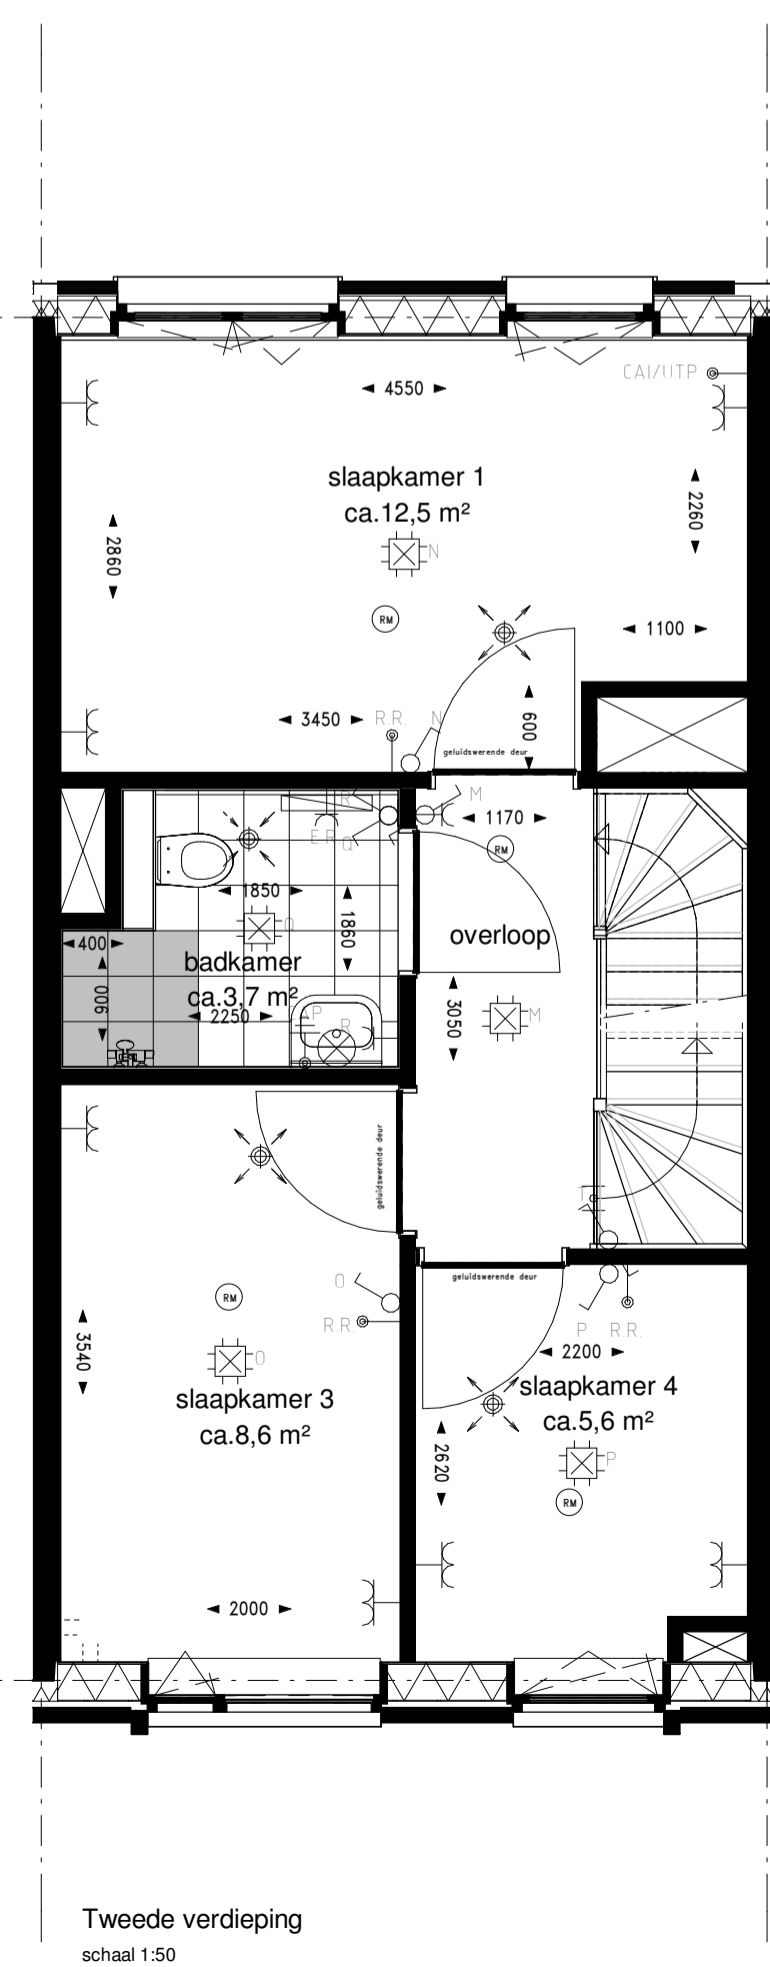 CAI/UTP
4550
slaapkamer 1
ca.12,5 m²
2260
2860
N
RM
1100
3450
R.R.
N
600
geluidswerende deur
M
R
1170
E.R.
Q
RM
1850
1860
Q
overloop
400
badkamer
ca.3,7 m²
900
2250
AP
R
3050
M
geluidswerende deur
geluidswerende deur
O
RM
R.R.
P
R.R.
3540
O
2200
slaapkamer 3
ca.8,6 m²
slaapkamer 4
ca.5,6 m²
2620
P
RM
2000
Tweede verdieping
schaal 1:50